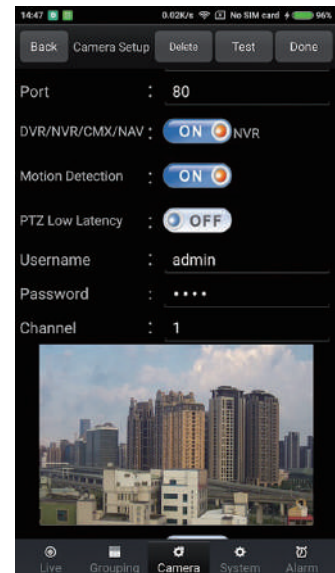 14:47 0.02K/s No SIM card 96%
Back Camera Setup Delete Test Done
Port : 80
DVR/NVR/CMX/NAV : ON NVR
Motion Detection : ON
PTZ Low Latency : OFF
Username : admin
Password : ••••
Channel : 1
Live Grouping Camera System Alarm